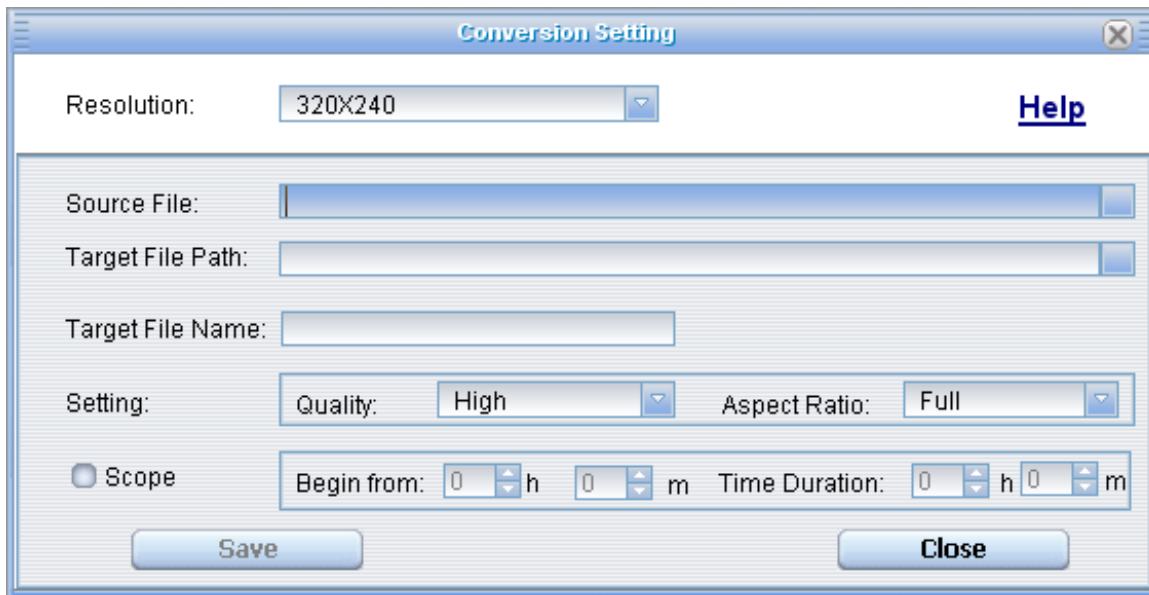 Conversion Setting
Resolution: 320X240 Help
Source File:
Target File Path:
Target File Name:
Setting: Quality: High Aspect Ratio: Full
Scope Begin from: 0 h 0 m Time Duration: 0 h 0 m
Save Close